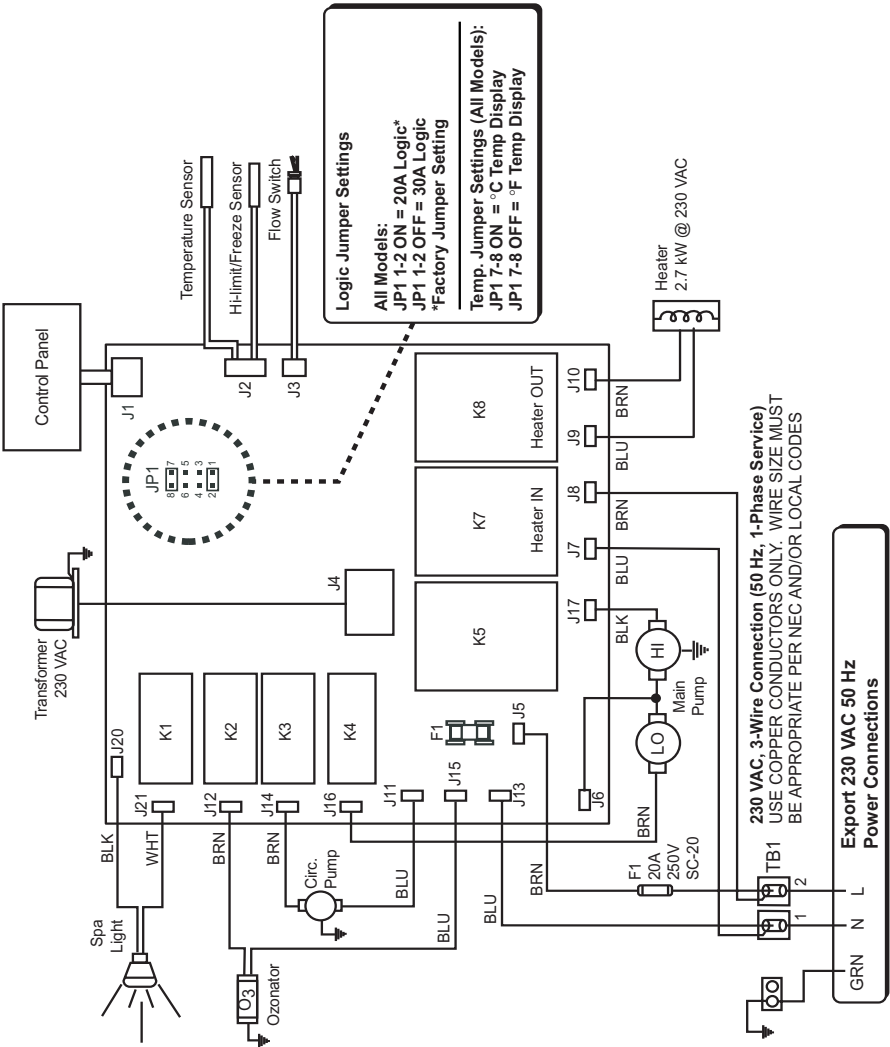 Control Panel
Transformer
230 VAC
Temperature Sensor
Hi-limit/Freeze Sensor
Flow Switch
J1
J2
J3
J4
JP1
8 7
6 5
4 3
2 1
Logic Jumper Settings
All Models:
JP1 1-2 ON = 20A Logic*
JP1 1-2 OFF = 30A Logic
*Factory Jumper Setting
Temp. Jumper Settings (All Models):
JP1 7-8 ON = °C Temp Display
JP1 7-8 OFF = °F Temp Display
Spa
Light
BLK
WHT
J20
J21
K1
BRN
J12
K2
BRN
J14
K3
J16
K4
Circ.
Pump
O3
Ozonator
BLU
J11
BLU
J15
F1
J5
BLU
J13
BRN
J6
BRN
K5
K7
Heater IN
K8
Heater OUT
J17
BLK
J7
BLU
J8
BRN
J9
BLU
J10
BRN
Heater
2.7 kW @ 230 VAC
LO
HI
Main
Pump
F1
20A
250V
SC-20
TB1
1
2
230 VAC, 3-Wire Connection (50 Hz, 1-Phase Service)
USE COPPER CONDUCTORS ONLY. WIRE SIZE MUST
BE APPROPRIATE PER NEC AND/OR LOCAL CODES
GRN
N
L
Export 230 VAC 50 Hz
Power Connections